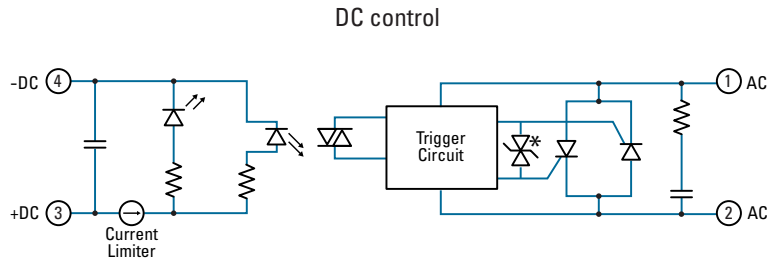 DC control
-DC 4
1 AC
Trigger
Circuit
*
+DC 3
2 AC
Current
Limiter